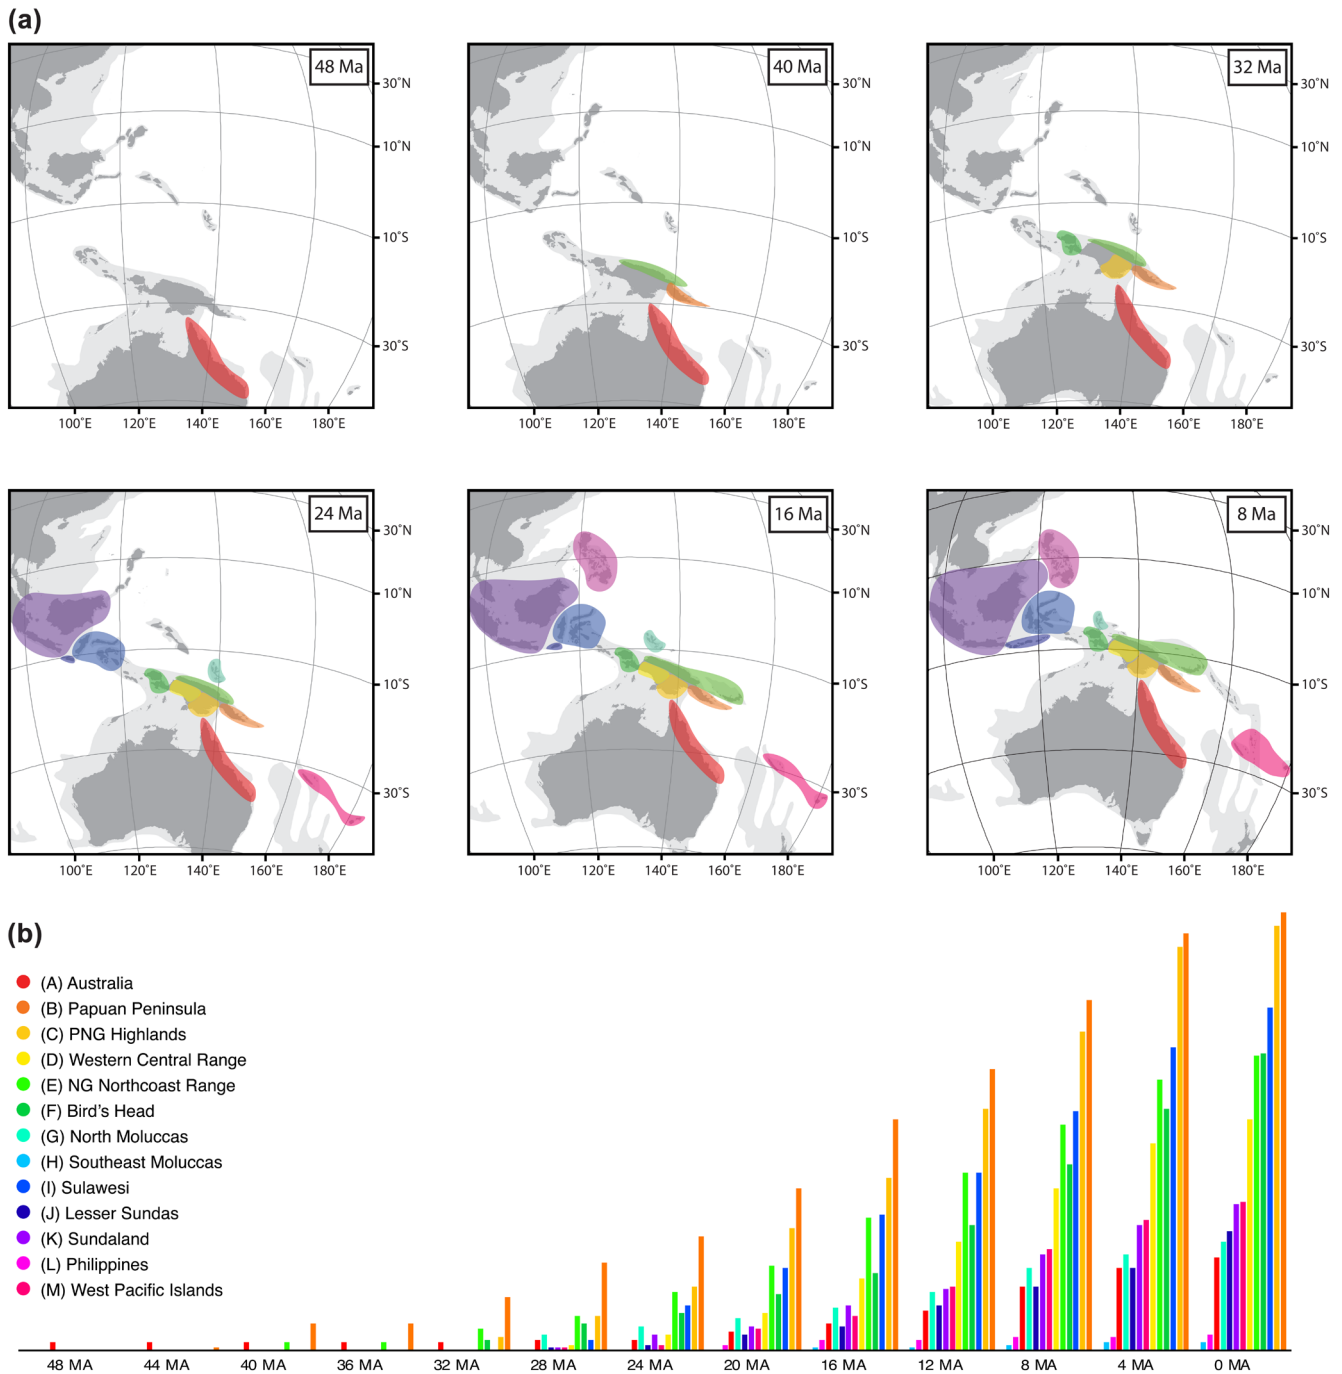 (a)
48 Ma
30°N
10°N
10°S
30°S
100°E 120°E 140°E 160°E 180°E
40 Ma
30°N
10°N
10°S
30°S
100°E 120°E 140°E 160°E 180°E
32 Ma
30°N
10°N
10°S
30°S
100°E 120°E 140°E 160°E 180°E
24 Ma
30°N
10°N
10°S
30°S
100°E 120°E 140°E 160°E 180°E
16 Ma
30°N
10°N
10°S
30°S
100°E 120°E 140°E 160°E 180°E
8 Ma
30°N
10°N
10°S
30°S
100°E 120°E 140°E 160°E 180°E
(b)
(A) Australia
(B) Papuan Peninsula
(C) PNG Highlands
(D) Western Central Range
(E) NG Northcoast Range
(F) Bird's Head
(G) North Moluccas
(H) Southeast Moluccas
(I) Sulawesi
(J) Lesser Sundas
(K) Sundaland
(L) Philippines
(M) West Pacific Islands
48 MA 44 MA 40 MA 36 MA 32 MA 28 MA 24 MA 20 MA 16 MA 12 MA 8 MA 4 MA 0 MA